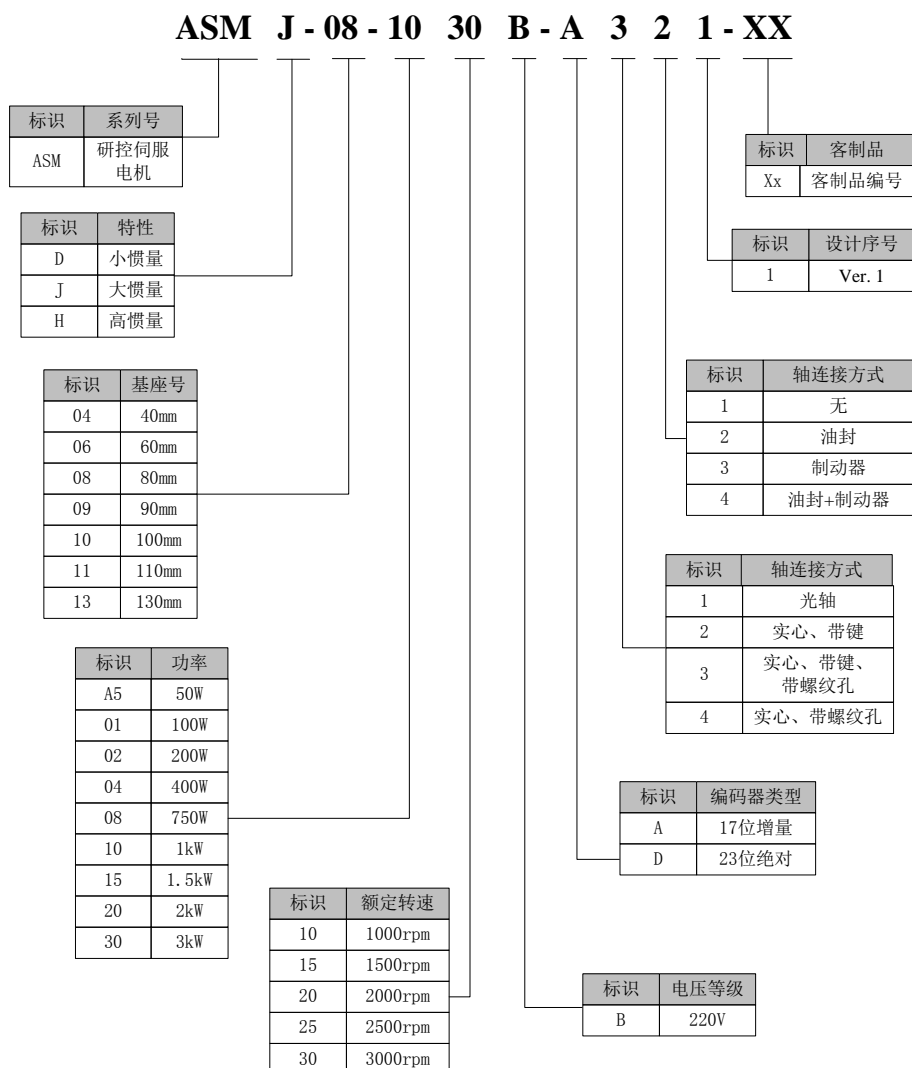 ASM J - 08 - 10 30 B - A 3 2 1 - XX
标识 系列号
ASM 研控伺服
电机
标识 特性
D 小惯量
J 大惯量
H 高惯量
标识 基座号
04 40mm
06 60mm
08 80mm
09 90mm
10 100mm
11 110mm
13 130mm
标识 功率
A5 50W
01 100W
02 200W
04 400W
08 750W
10 1kW
15 1.5kW
20 2kW
30 3kW
标识 额定转速
10 1000rpm
15 1500rpm
20 2000rpm
25 2500rpm
30 3000rpm
标识 电压等级
B 220V
标识 编码器类型
A 17位增量
D 23位绝对
标识 轴连接方式
1 光轴
2 实心、带键
3 实心、带键、
带螺纹孔
4 实心、带螺纹孔
标识 轴连接方式
1 无
2 油封
3 制动器
4 油封+制动器
标识 设计序号
1 Ver. 1
标识 客制品
Xx 客制品编号